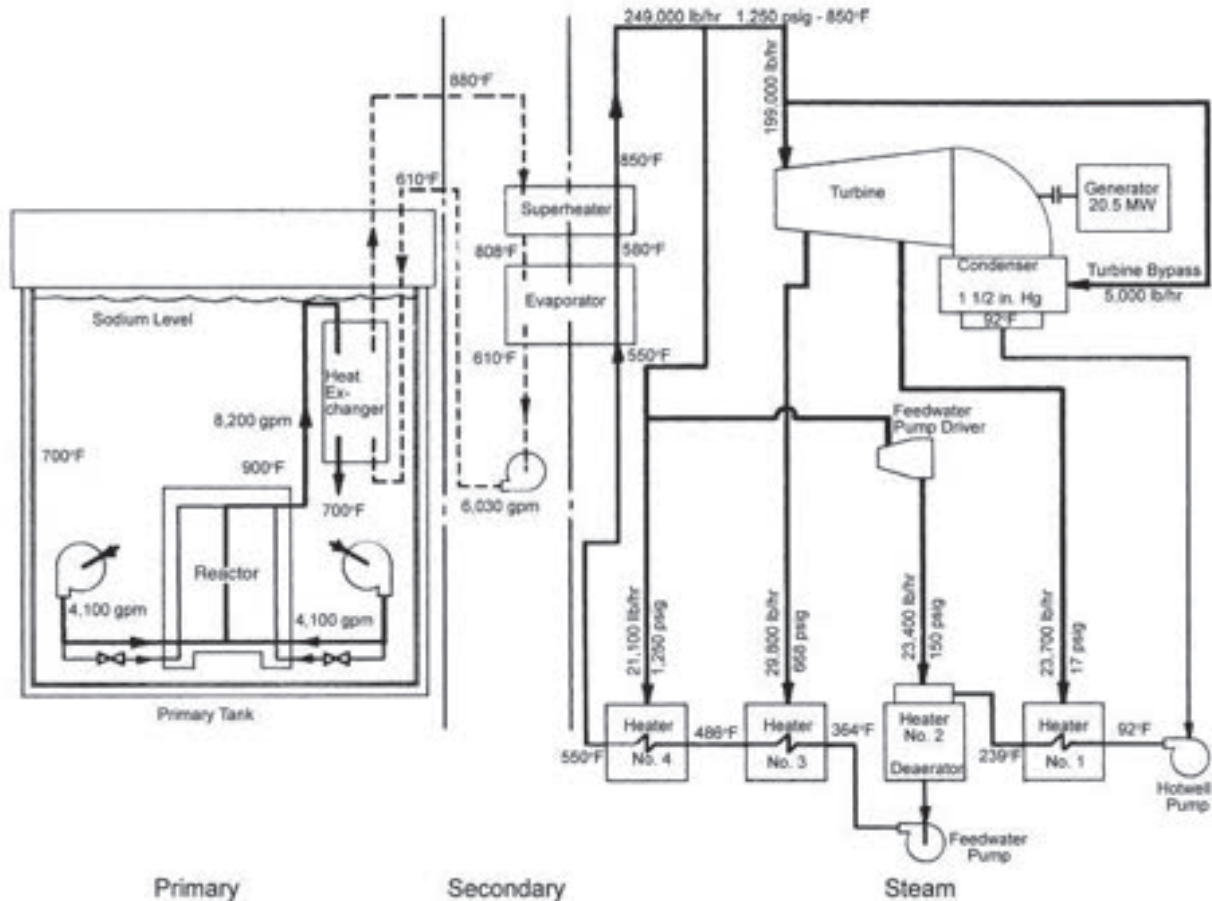 249,000 lb/hr 1,250 psig - 850°F
199,000 lb/hr
880°F
610°F
850°F
Superheater
808°F
580°F
Evaporator
610°F
550°F
6,030 gpm
Turbine
Generator
20.5 MW
Condenser
1 1/2 in. Hg
92°F
Turbine Bypass
5,000 lb/hr
Sodium Level
Heat
Ex-
changer
8,200 gpm
700°F
900°F
700°F
Reactor
4,100 gpm
4,100 gpm
Primary Tank
Feedwater
Pump Driver
21,100 lb/hr
1,250 psig
29,800 lb/hr
668 psig
23,400 lb/hr
150 psig
23,700 lb/hr
17 psig
550°F
Heater
No. 4
486°F
Heater
No. 3
364°F
Heater
No. 2
Deaerator
239°F
Heater
No. 1
92°F
Hotwell
Pump
Feedwater
Pump
Primary
Secondary
Steam